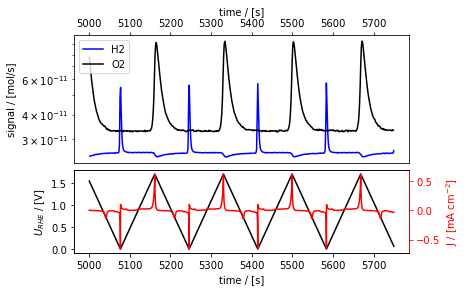 time / [s]
5000 5100 5200 5300 5400 5500 5600 5700
signal / [mol/s]
6 × 10⁻¹¹
4 × 10⁻¹¹
3 × 10⁻¹¹
H2
O2
U_RHE / [V]
1.5
1.0
0.5
0.0
0.5
0.0
−0.5
J / [mA cm⁻²]
5000 5100 5200 5300 5400 5500 5600 5700
time / [s]